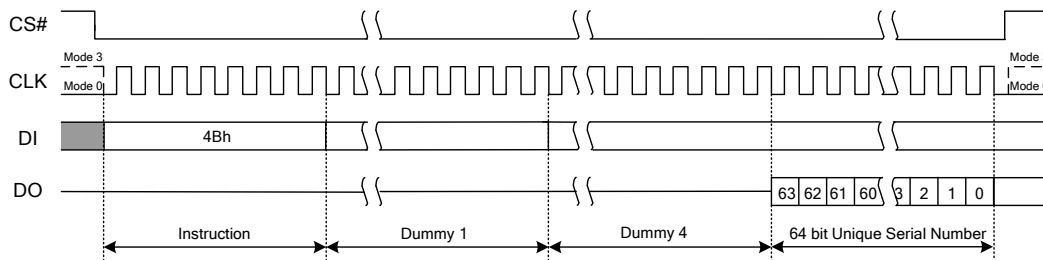 CS#
Mode 3
CLK
Mode 0
Mode
Mode
DI
4Bh
DO
63 62 61 60 3 2 1 0
Instruction Dummy 1 Dummy 4 64 bit Unique Serial Number